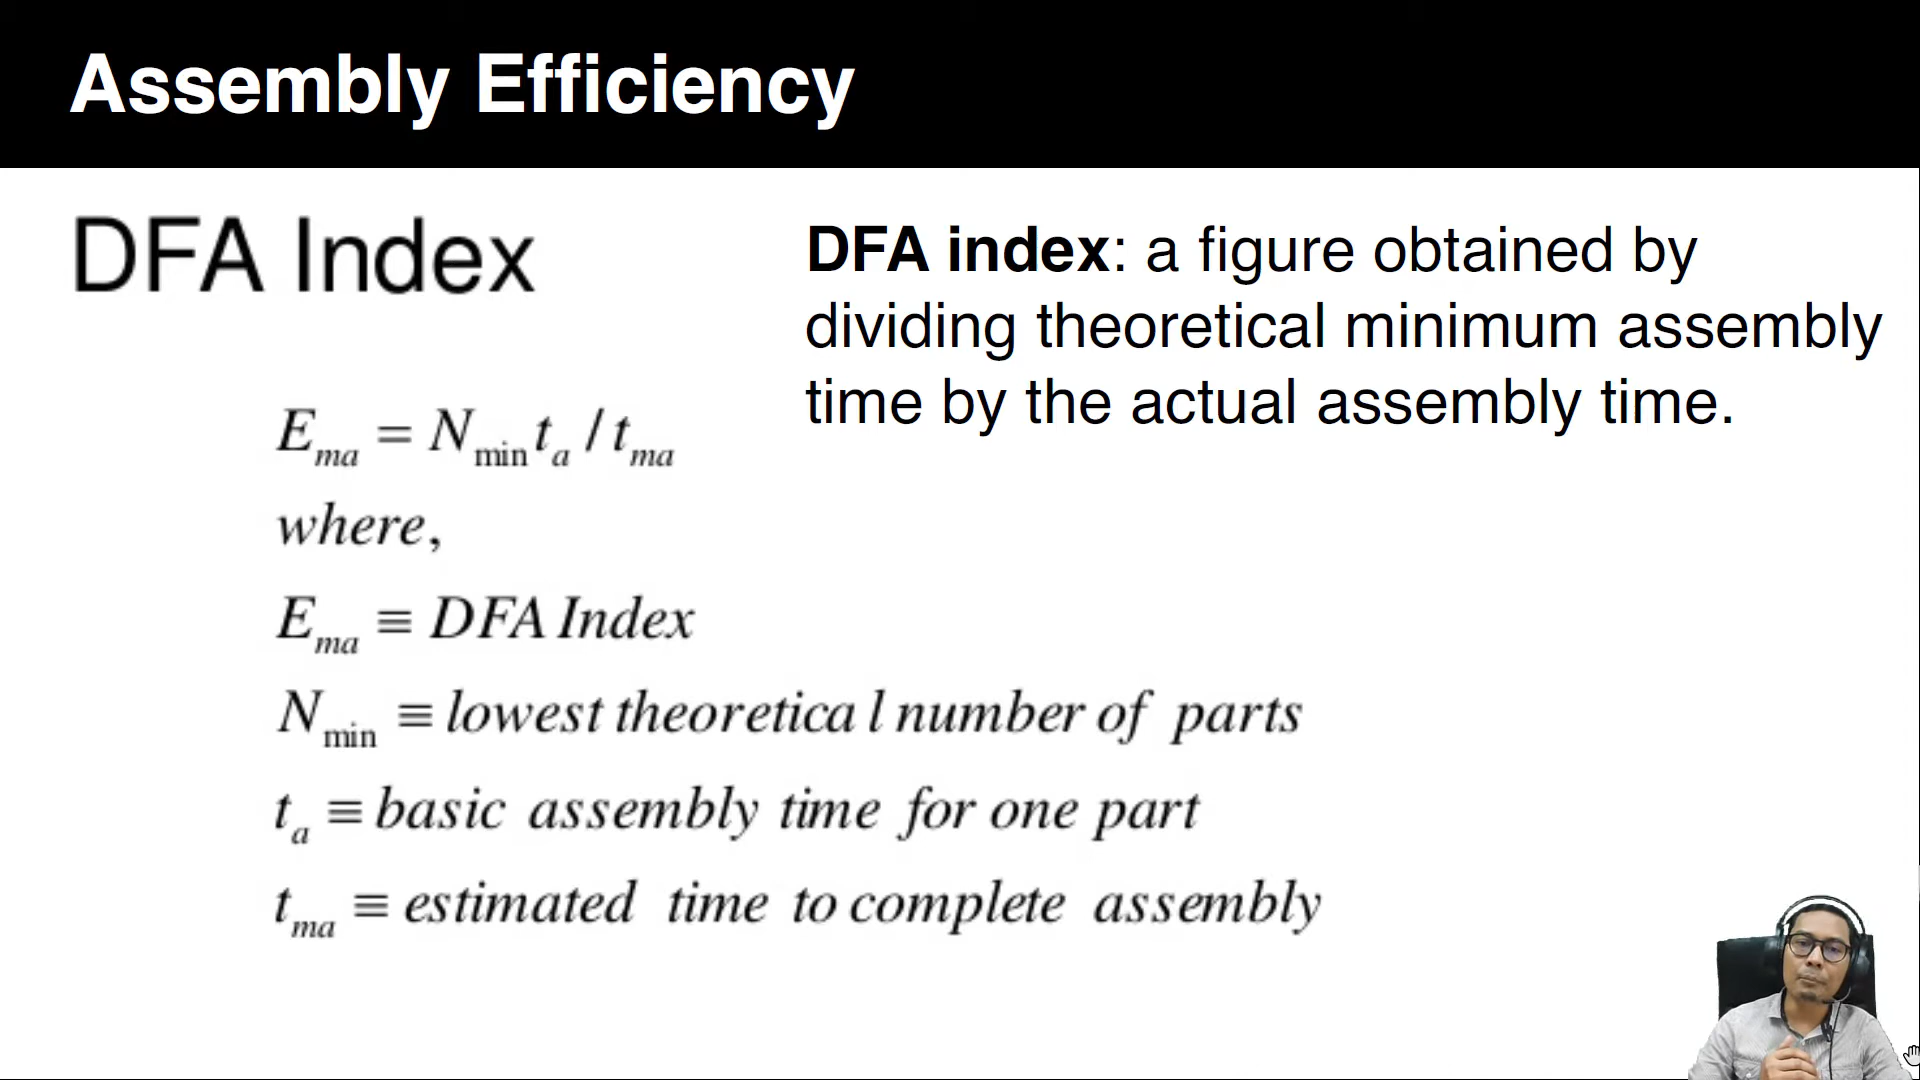 Assembly Efficiency
DFA Index
DFA index: a figure obtained by
dividing theoretical minimum assembly
time by the actual assembly time.
E_ma = N_min t_a / t_ma
where,
E_ma ≡ DFA Index
N_min ≡ lowest theoretica l number of parts
t_a ≡ basic assembly time for one part
t_ma ≡ estimated time to complete assembly